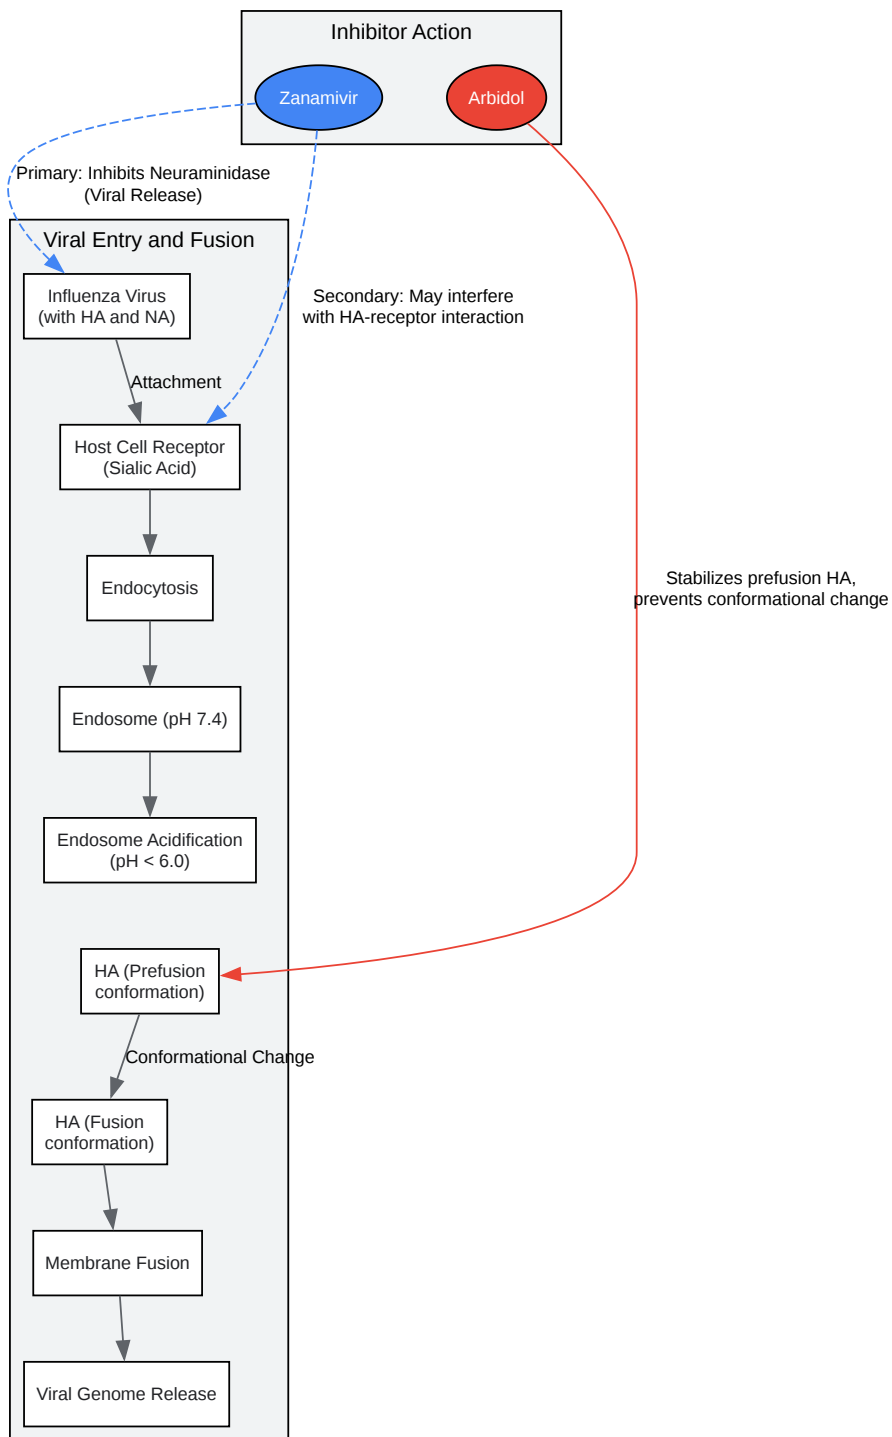 Inhibitor Action
Zanamivir
Arbidol
Primary: Inhibits Neuraminidase
(Viral Release)
Viral Entry and Fusion
Influenza Virus
(with HA and NA)
Secondary: May interfere
with HA-receptor interaction
Attachment
Host Cell Receptor
(Sialic Acid)
Endocytosis
Stabilizes prefusion HA,
prevents conformational change
Endosome (pH 7.4)
Endosome Acidification
(pH < 6.0)
HA (Prefusion
conformation)
Conformational Change
HA (Fusion
conformation)
Membrane Fusion
Viral Genome Release